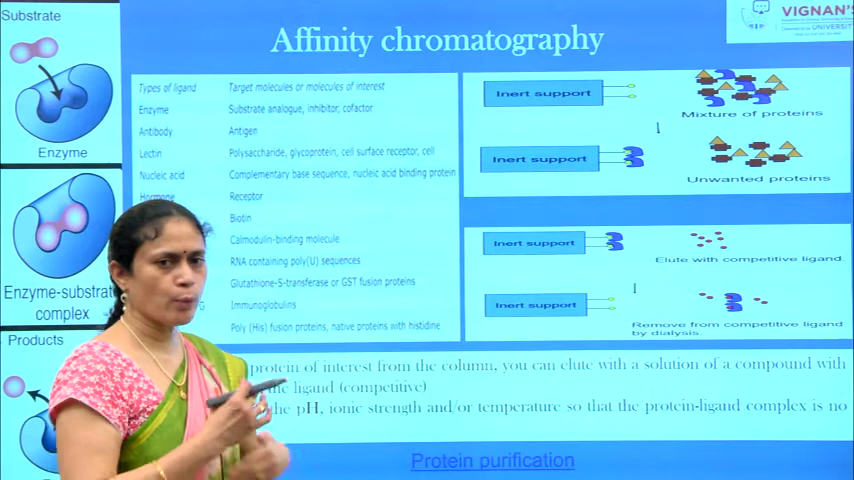 Substrate
Enzyme
Enzyme-substrat
complex
Products
Affinity chromatography
VIGNAN'S
UNIVERSITY
Types of ligand Target molecules or molecules of interest
Enzyme Substrate analogue, inhibitor, cofactor
Antibody Antigen
Lectin Polysaccharide, glycoprotein, cell surface receptor, cell
Nucleic acid Complementary base sequence, nucleic acid binding protein
Hormone Receptor
Biotin
Calmodulin-binding molecule
RNA containing poly(U) sequences
Glutathione-S-transferase or GST fusion proteins
G Immunoglobulins
Poly (His) fusion proteins, native proteins with histidine
Inert support
Mixture of proteins
Inert support
Unwanted proteins
Inert support
Elute with competitive ligand.
Inert support
Remove from competitive ligand
by dialysis.
protein of interest from the column, you can elute with a solution of a compound with
ligand (competitive)
the pH, ionic strength and/or temperature so that the protein-ligand complex is no
Protein purification